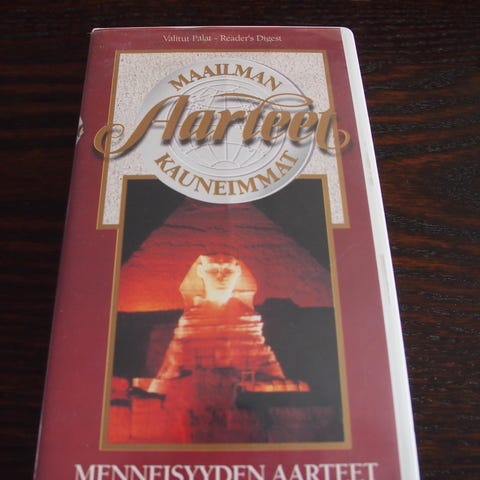 Valitut Palat - Reader's Digest
MAAILMAN
Aarteet
KAUNEIMMAT
MENNEISYYDEN AARTEET